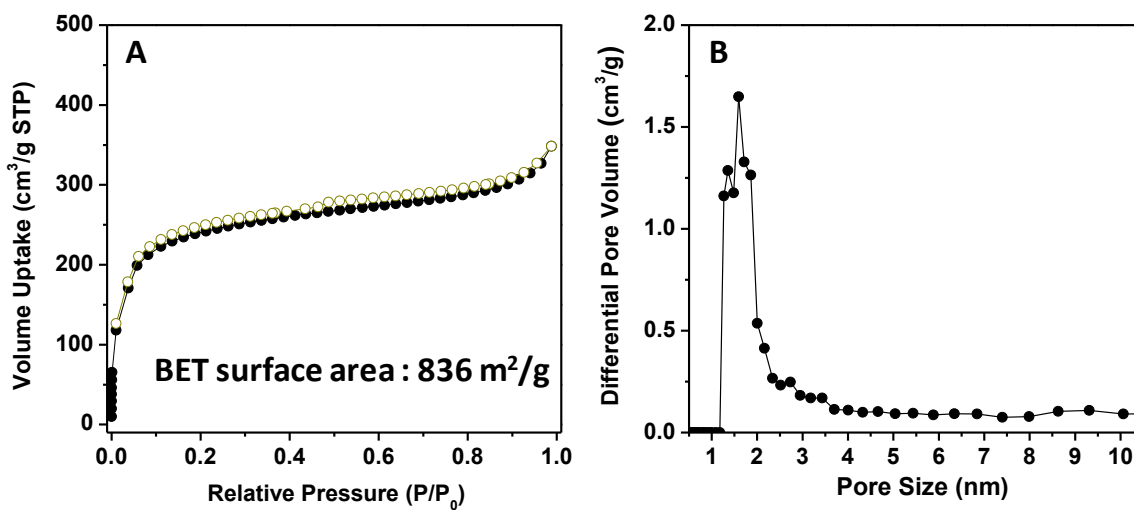 A
Volume Uptake (cm³/g STP)
500
400
300
200
100
0
0.0 0.2 0.4 0.6 0.8 1.0
Relative Pressure (P/P₀)
BET surface area : 836 m²/g
B
Differential Pore Volume (cm³/g)
2.0
1.5
1.0
0.5
0.0
1 2 3 4 5 6 7 8 9 10
Pore Size (nm)